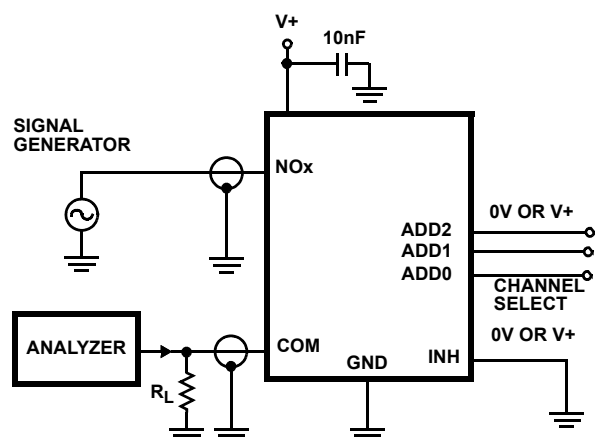 V+
10nF
SIGNAL
GENERATOR
NOx
0V OR V+
ADD2
ADD1
ADD0
CHANNEL
SELECT
0V OR V+
ANALYZER
COM
GND
INH
RL